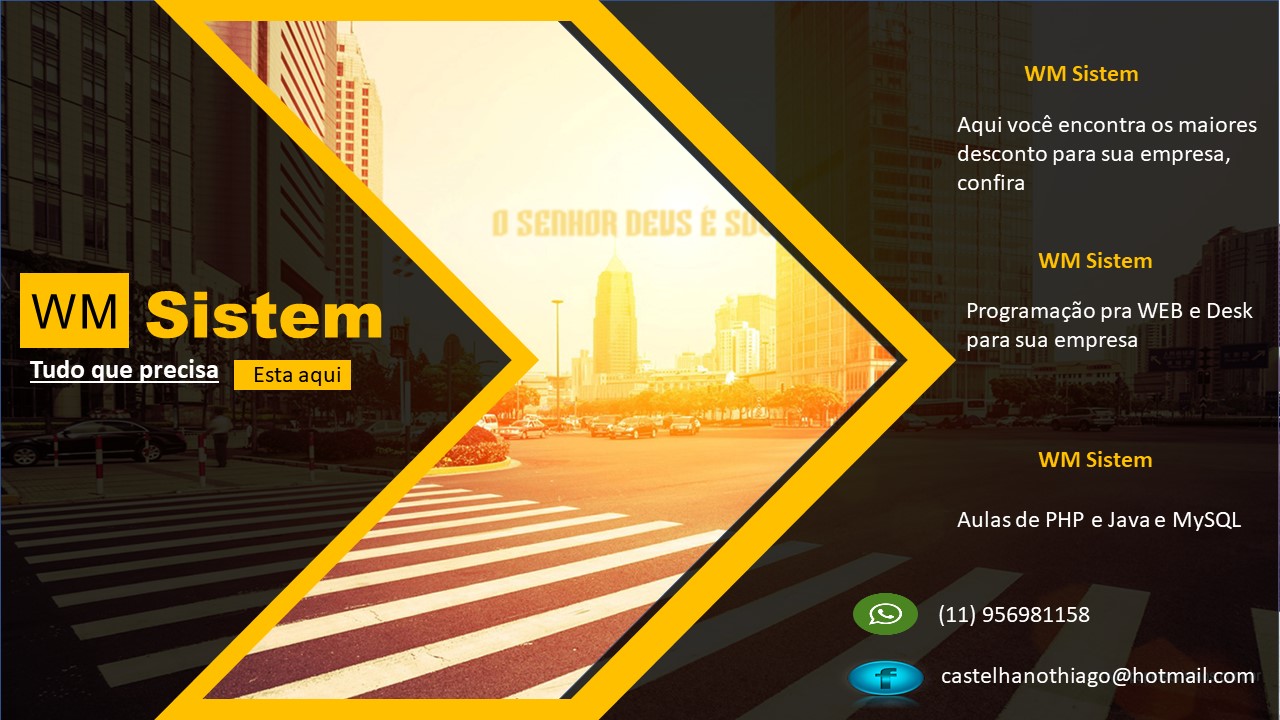 WM Sistem
Tudo que precisa Esta aqui
O SENHOR DEUS É
WM Sistem
Aqui você encontra os maiores
desconto para sua empresa,
confira
WM Sistem
Programação pra WEB e Desk
para sua empresa
WM Sistem
Aulas de PHP e Java e MySQL
(11) 956981158
castelhanothiago@hotmail.com